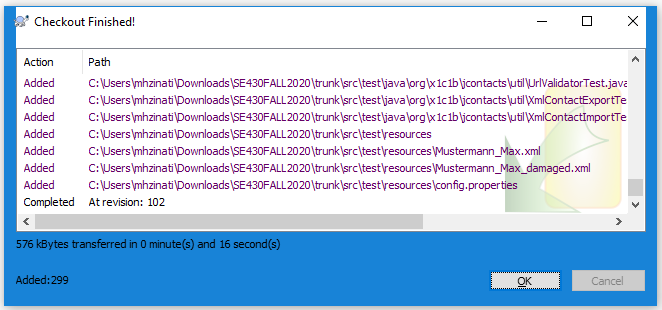 Checkout Finished!
Action Path
Added C:\Users\mhzinati\Downloads\SE430FALL2020\trunk\src\test\java\org\x1c1b\jcontacts\util\UrlValidatorTest.java
Added C:\Users\mhzinati\Downloads\SE430FALL2020\trunk\src\test\java\org\x1c1b\jcontacts\util\XmlContactExportTe
Added C:\Users\mhzinati\Downloads\SE430FALL2020\trunk\src\test\java\org\x1c1b\jcontacts\util\XmlContactImportTe
Added C:\Users\mhzinati\Downloads\SE430FALL2020\trunk\src\test\resources
Added C:\Users\mhzinati\Downloads\SE430FALL2020\trunk\src\test\resources\Mustermann_Max.xml
Added C:\Users\mhzinati\Downloads\SE430FALL2020\trunk\src\test\resources\Mustermann_Max_damaged.xml
Added C:\Users\mhzinati\Downloads\SE430FALL2020\trunk\src\test\resources\config.properties
Completed At revision: 102
576 kBytes transferred in 0 minute(s) and 16 second(s)
Added:299
OK Cancel